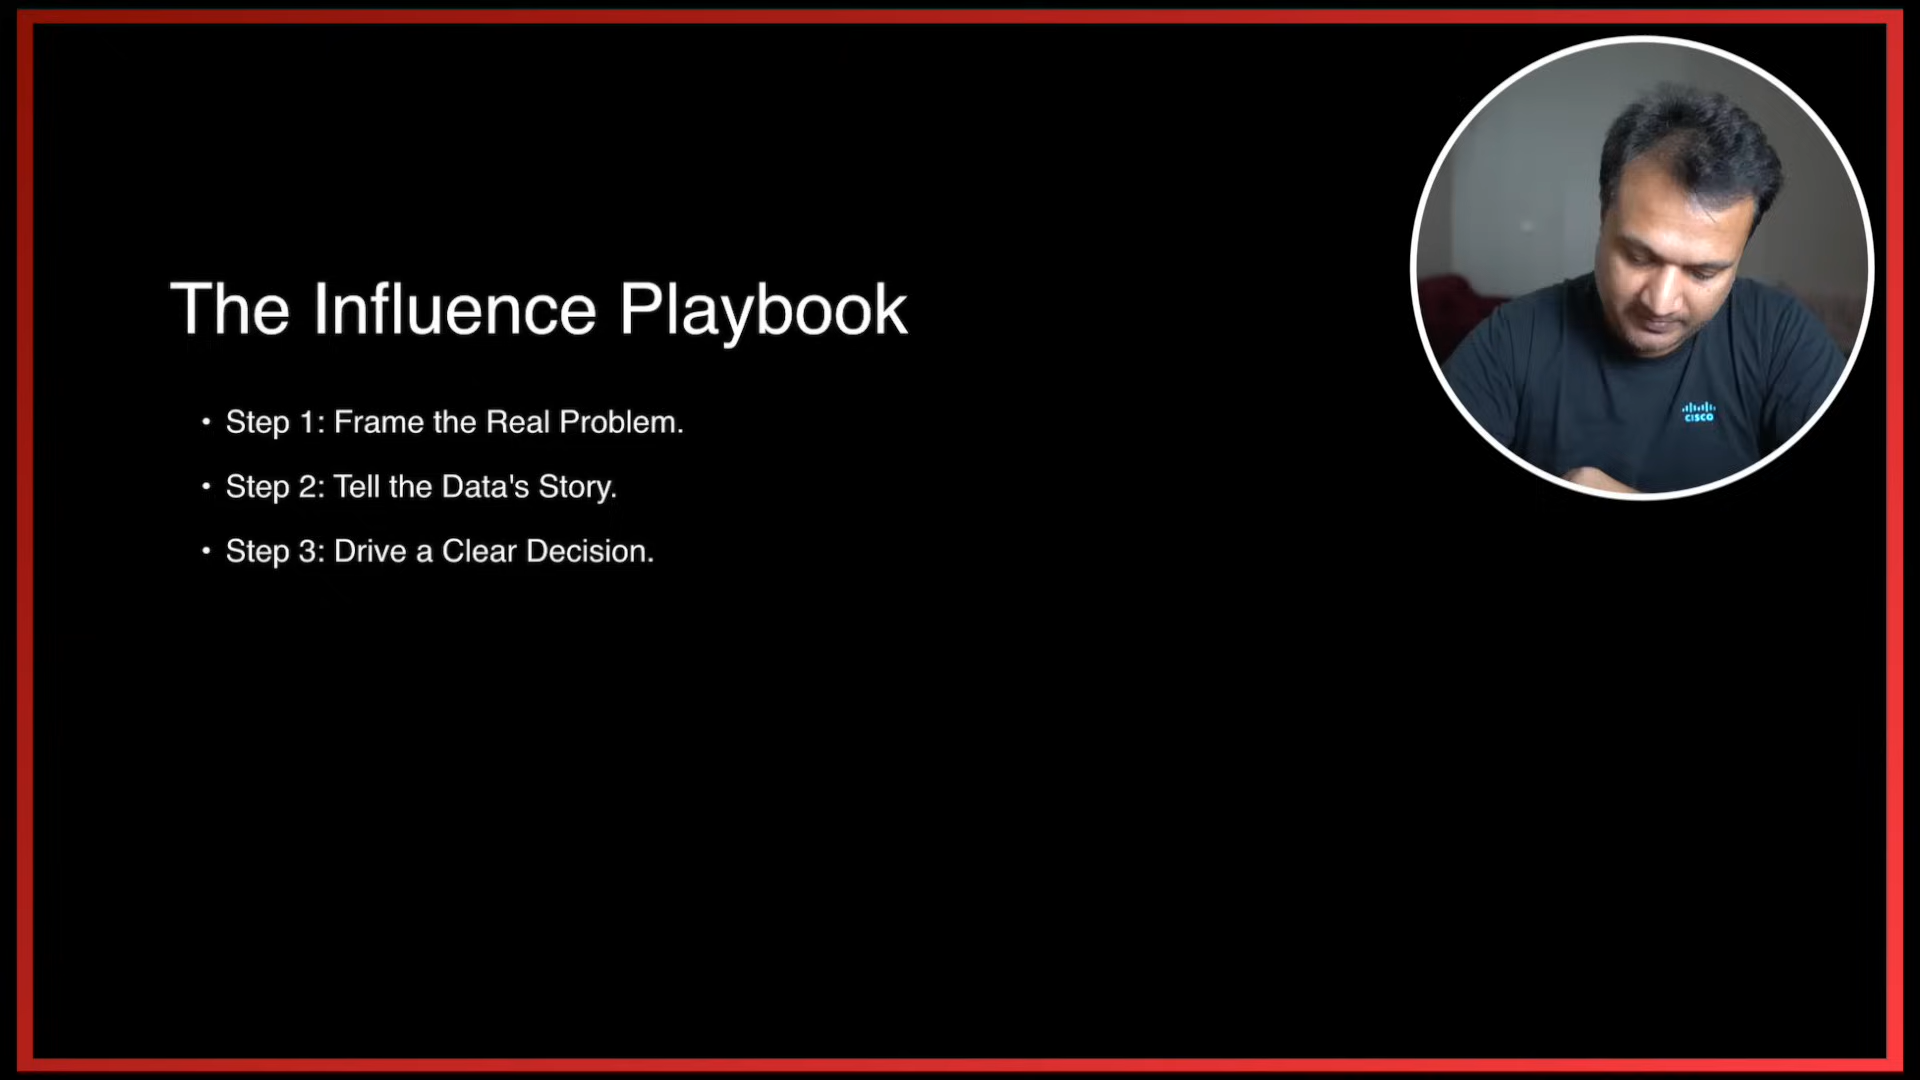 The Influence Playbook
• Step 1: Frame the Real Problem.
• Step 2: Tell the Data's Story.
• Step 3: Drive a Clear Decision.
CISCO